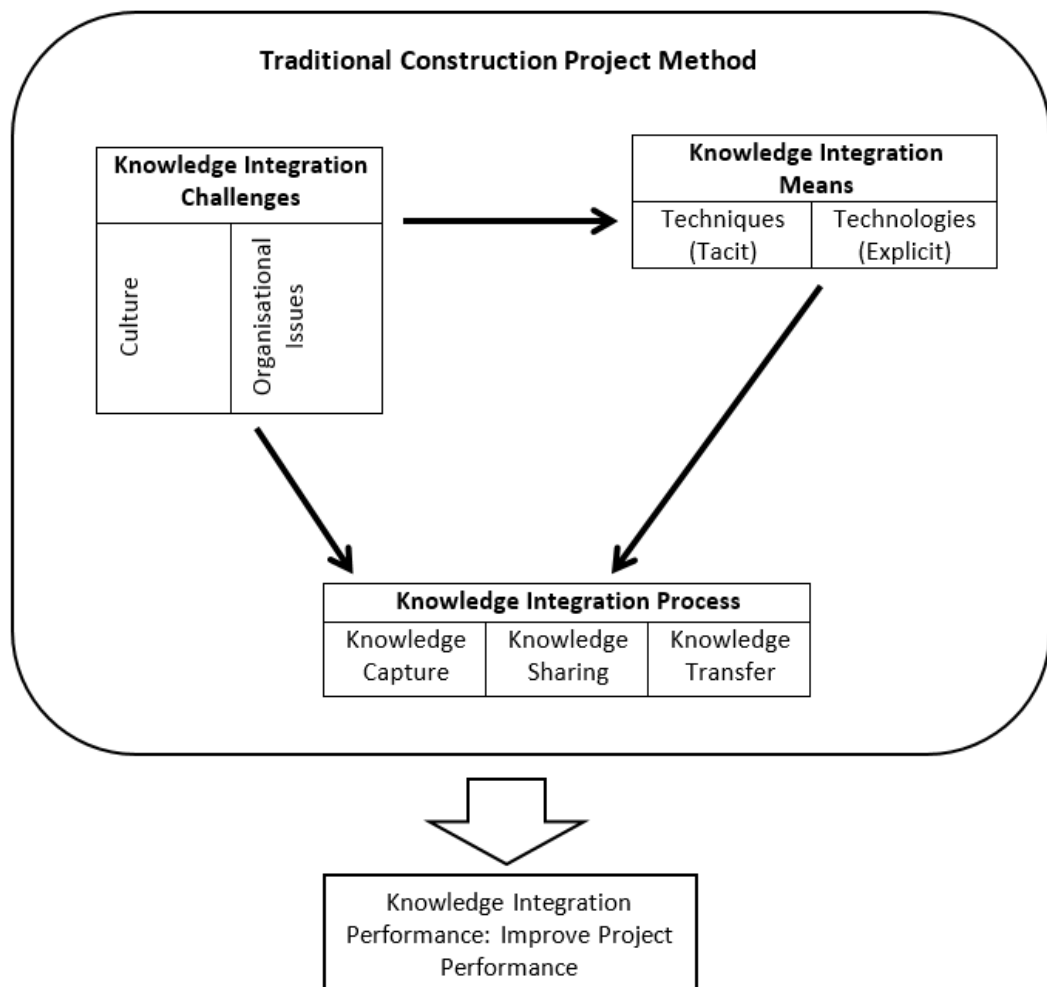 Traditional Construction Project Method
Knowledge Integration
Challenges
Culture
Organisational
Issues
Knowledge Integration
Means
Techniques
(Tacit)
Technologies
(Explicit)
Knowledge Integration Process
Knowledge
Capture
Knowledge
Sharing
Knowledge
Transfer
Knowledge Integration
Performance: Improve Project
Performance